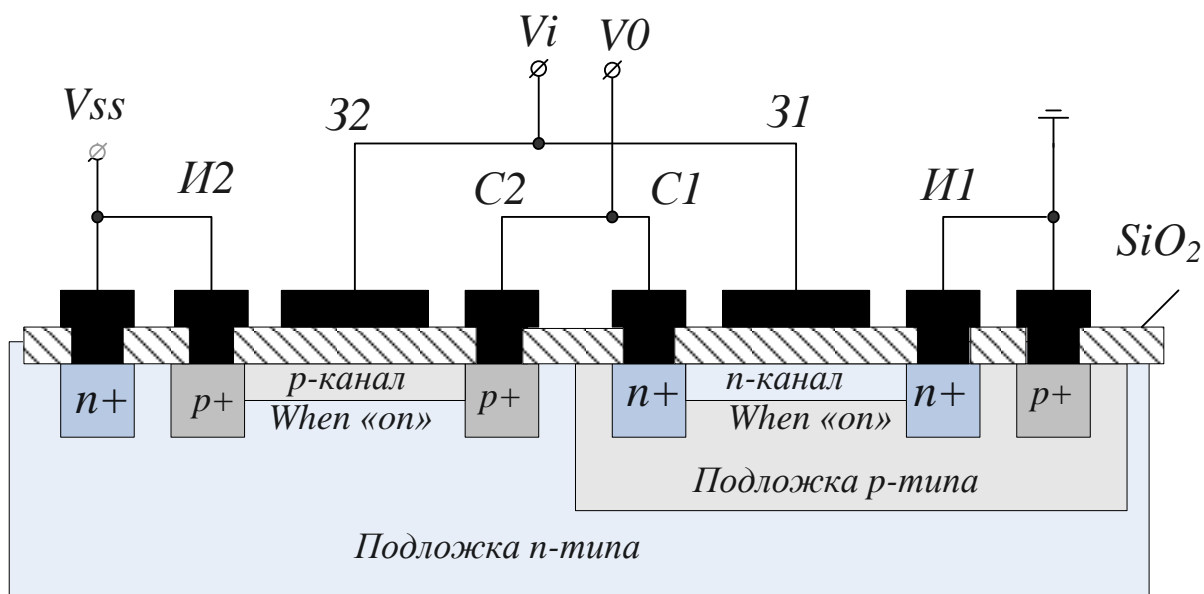 Vi V0
Vss
З2 З1
И2 С2 С1 И1
SiO2
р-канал n-канал
n+ p+ p+ n+ n+ p+
When «on» When «on»
Подложка р-типа
Подложка n-типа